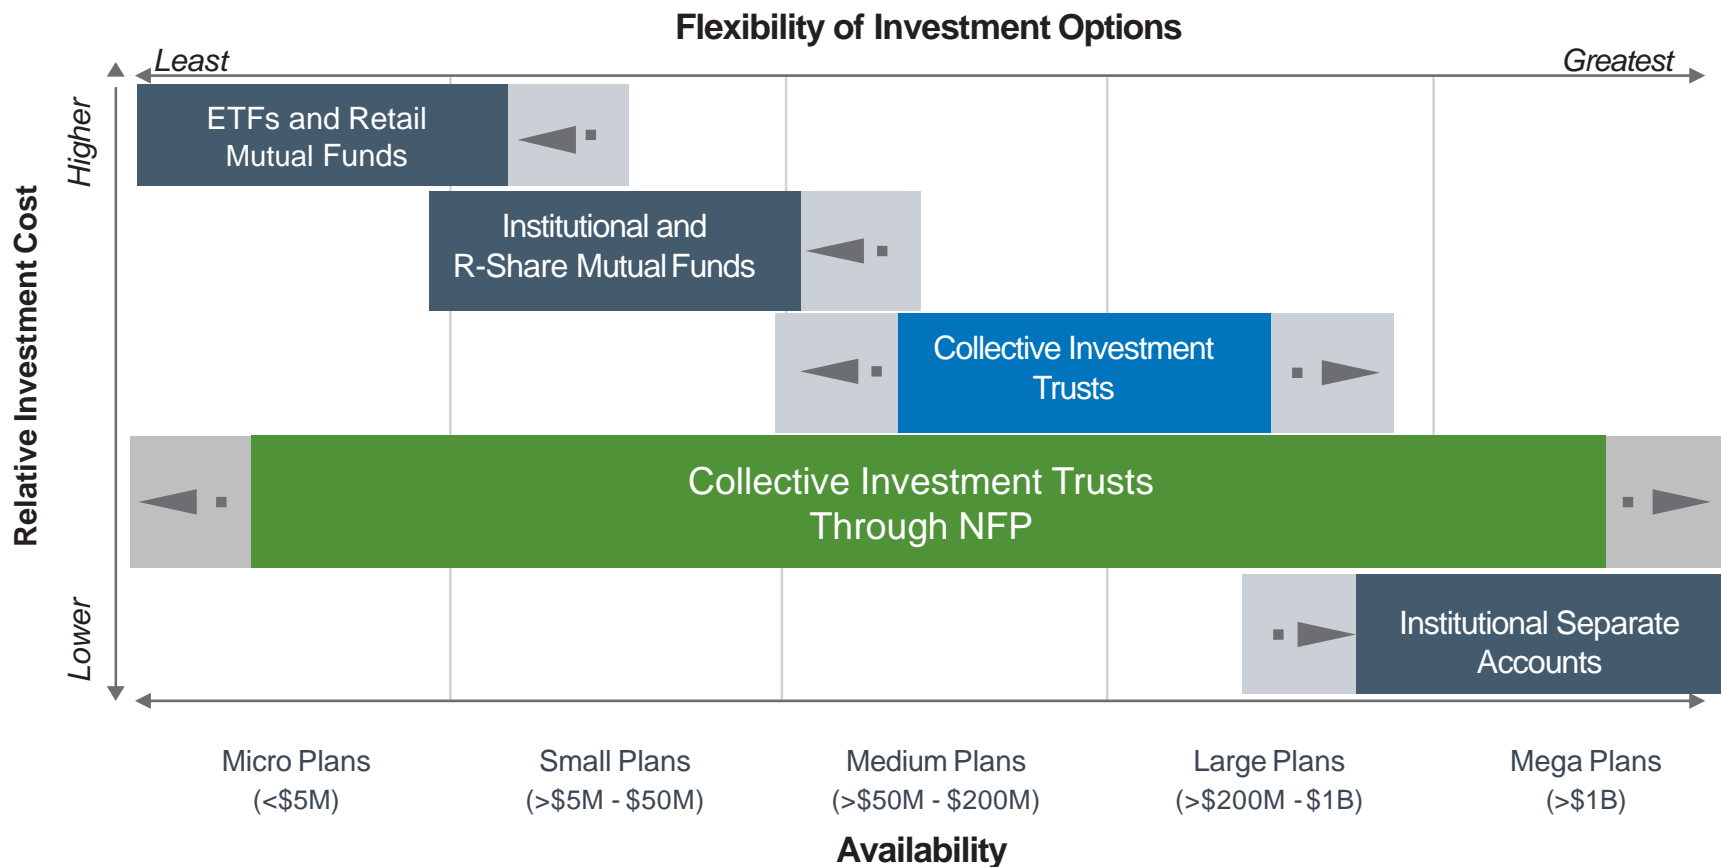 Flexibility of Investment Options
Least
Greatest
Higher
Relative Investment Cost
Lower
ETFs and Retail
Mutual Funds
Institutional and
R-Share Mutual Funds
Collective Investment
Trusts
Collective Investment Trusts
Through NFP
Institutional Separate
Accounts
Micro Plans
(<$5M)
Small Plans
(>$5M - $50M)
Medium Plans
(>$50M - $200M)
Large Plans
(>$200M - $1B)
Mega Plans
(>$1B)
Availability